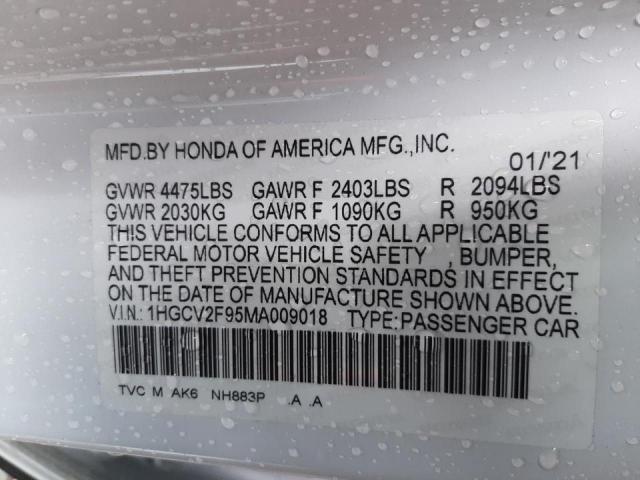 MFD.BY HONDA OF AMERICA MFG.,INC. 01/'21
GVWR 4475LBS GAWR F 2403LBS R 2094LBS
GVWR 2030KG GAWR F 1090KG R 950KG
THIS VEHICLE CONFORMS TO ALL APPLICABLE
FEDERAL MOTOR VEHICLE SAFETY , BUMPER,
AND THEFT PREVENTION STANDARDS IN EFFECT
ON THE DATE OF MANUFACTURE SHOWN ABOVE.
V.I.N.: 1HGCV2F95MA009018 TYPE:PASSENGER CAR
TVC M AK6 NH883P .A .A